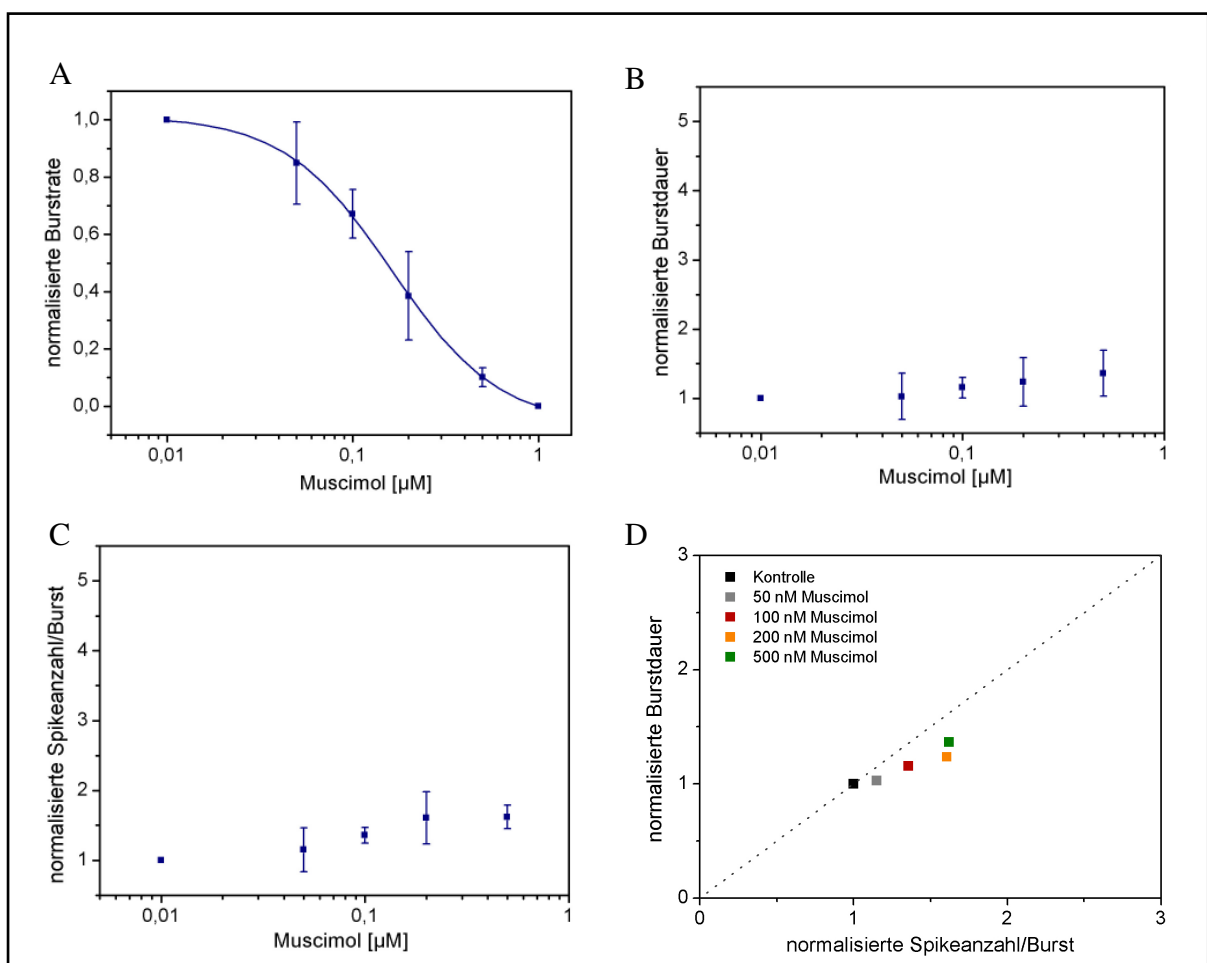 A
normalisierte Burstrate
1,0
0,8
0,6
0,4
0,2
0,0
0,01
0,1
1
Muscimol [µM]
B
normalisierte Burstdauer
5
4
3
2
1
0,01
0,1
1
Muscimol [µM]
C
normalisierte Spikeanzahl/Burst
5
4
3
2
1
0,01
0,1
1
Muscimol [µM]
D
normalisierte Burstdauer
3
2
1
0
Kontrolle
50 nM Muscimol
100 nM Muscimol
200 nM Muscimol
500 nM Muscimol
0
1
2
3
normalisierte Spikeanzahl/Burst